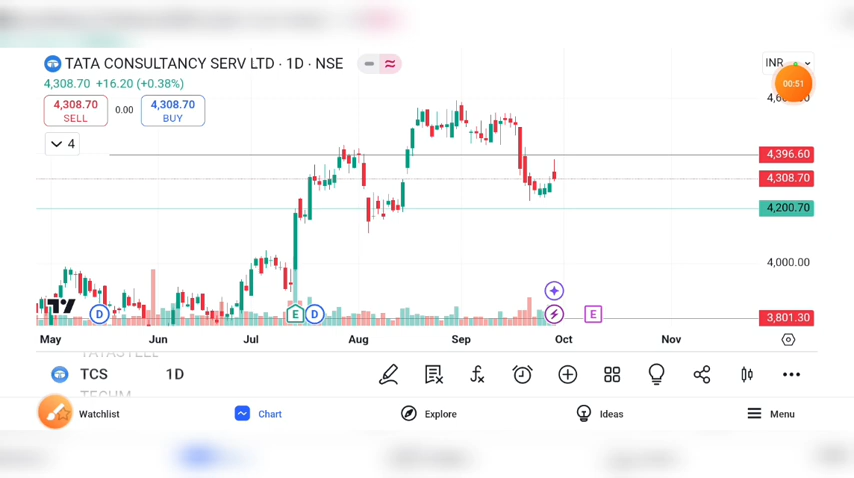 TATA CONSULTANCY SERV LTD · 1D · NSE
INR
00:51
4,308.70 +16.20 (+0.38%)
4,308.70 0.00 4,308.70
SELL BUY
4
4,396.60
4,308.70
4,200.70
4,000.00
3,801.30
D E D E
May Jun Jul Aug Sep Oct Nov
TATASTEEL
TCS 1D
TECHM
Watchlist Chart Explore Ideas Menu